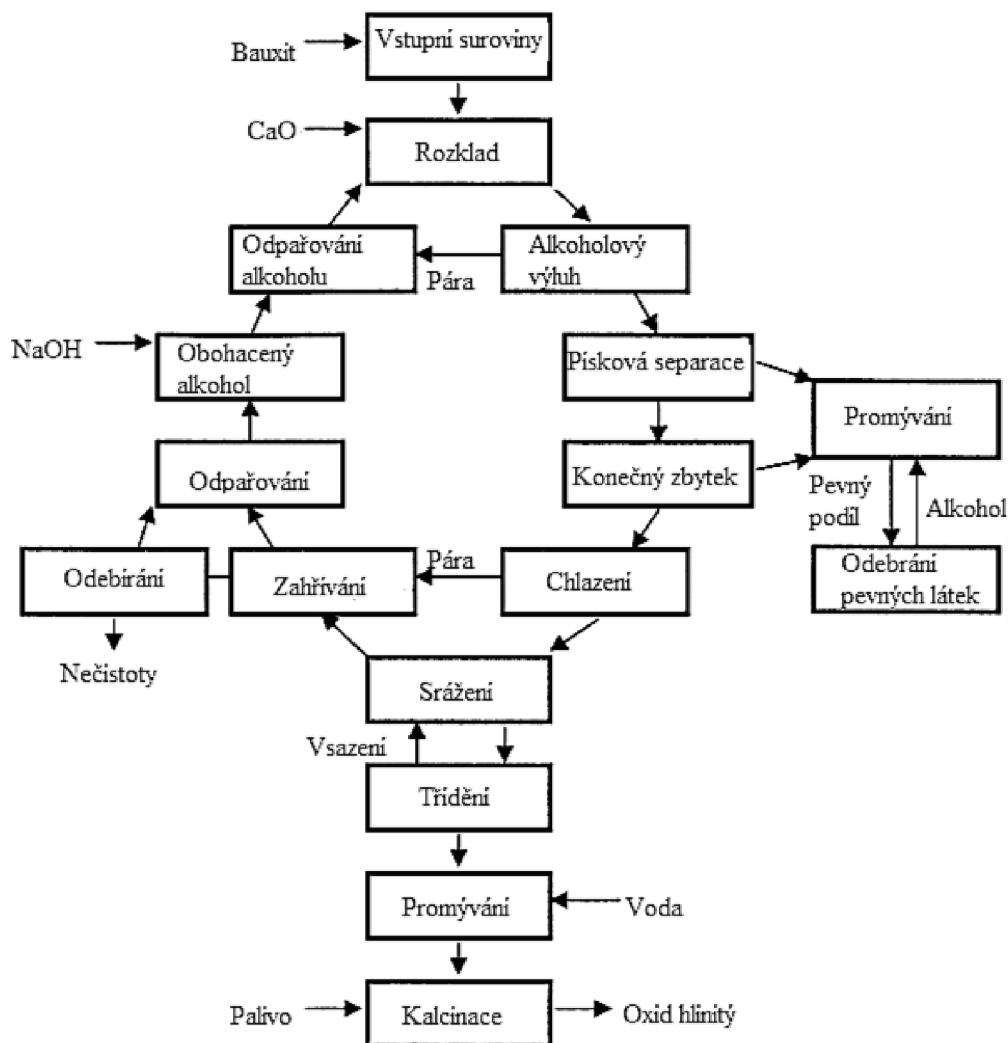 Bauxit
Vstupní suroviny
CaO
Rozklad
Odpařování
alkoholu
Pára
Alkoholový
výluh
NaOH
Obohacený
alkohol
Písková separace
Promývání
Odpařování
Konečný zbytek
Pevný
podíl
Alkohol
Odebírání
Zahřívání
Pára
Chlazení
Odebrání
pevných látek
Nečistoty
Srážení
Vsazení
Třídění
Promývání
Voda
Palivo
Kalcinace
Oxid hlinitý